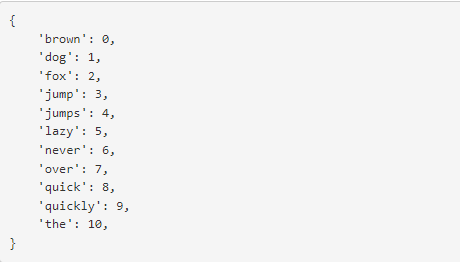 {
    'brown': 0,
    'dog': 1,
    'fox': 2,
    'jump': 3,
    'jumps': 4,
    'lazy': 5,
    'never': 6,
    'over': 7,
    'quick': 8,
    'quickly': 9,
    'the': 10,
}